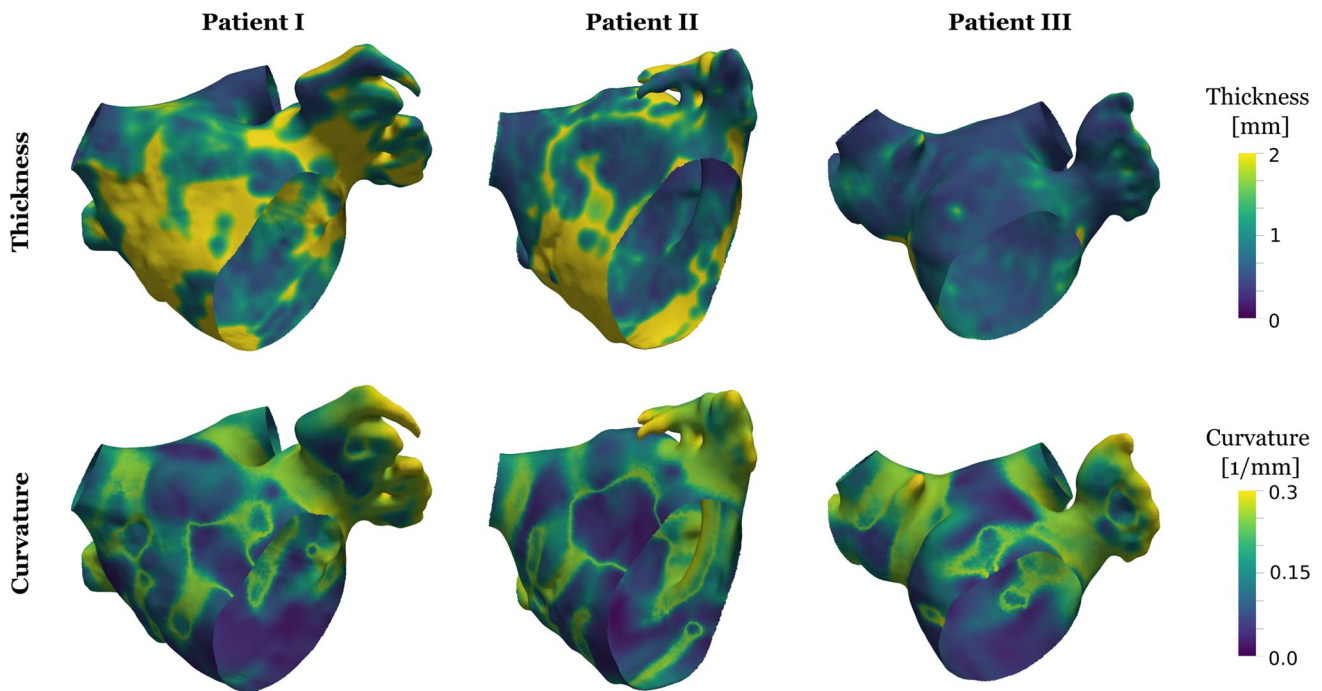 Patient I
Patient II
Patient III
Thickness
Thickness
[mm]
2
1
0
Curvature
Curvature
[1/mm]
0.3
0.15
0.0